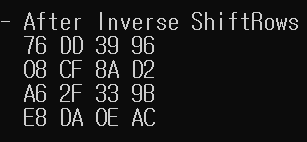 - After Inverse ShiftRows
76 DD 39 96
08 CF 8A D2
A6 2F 33 9B
E8 DA 0E AC